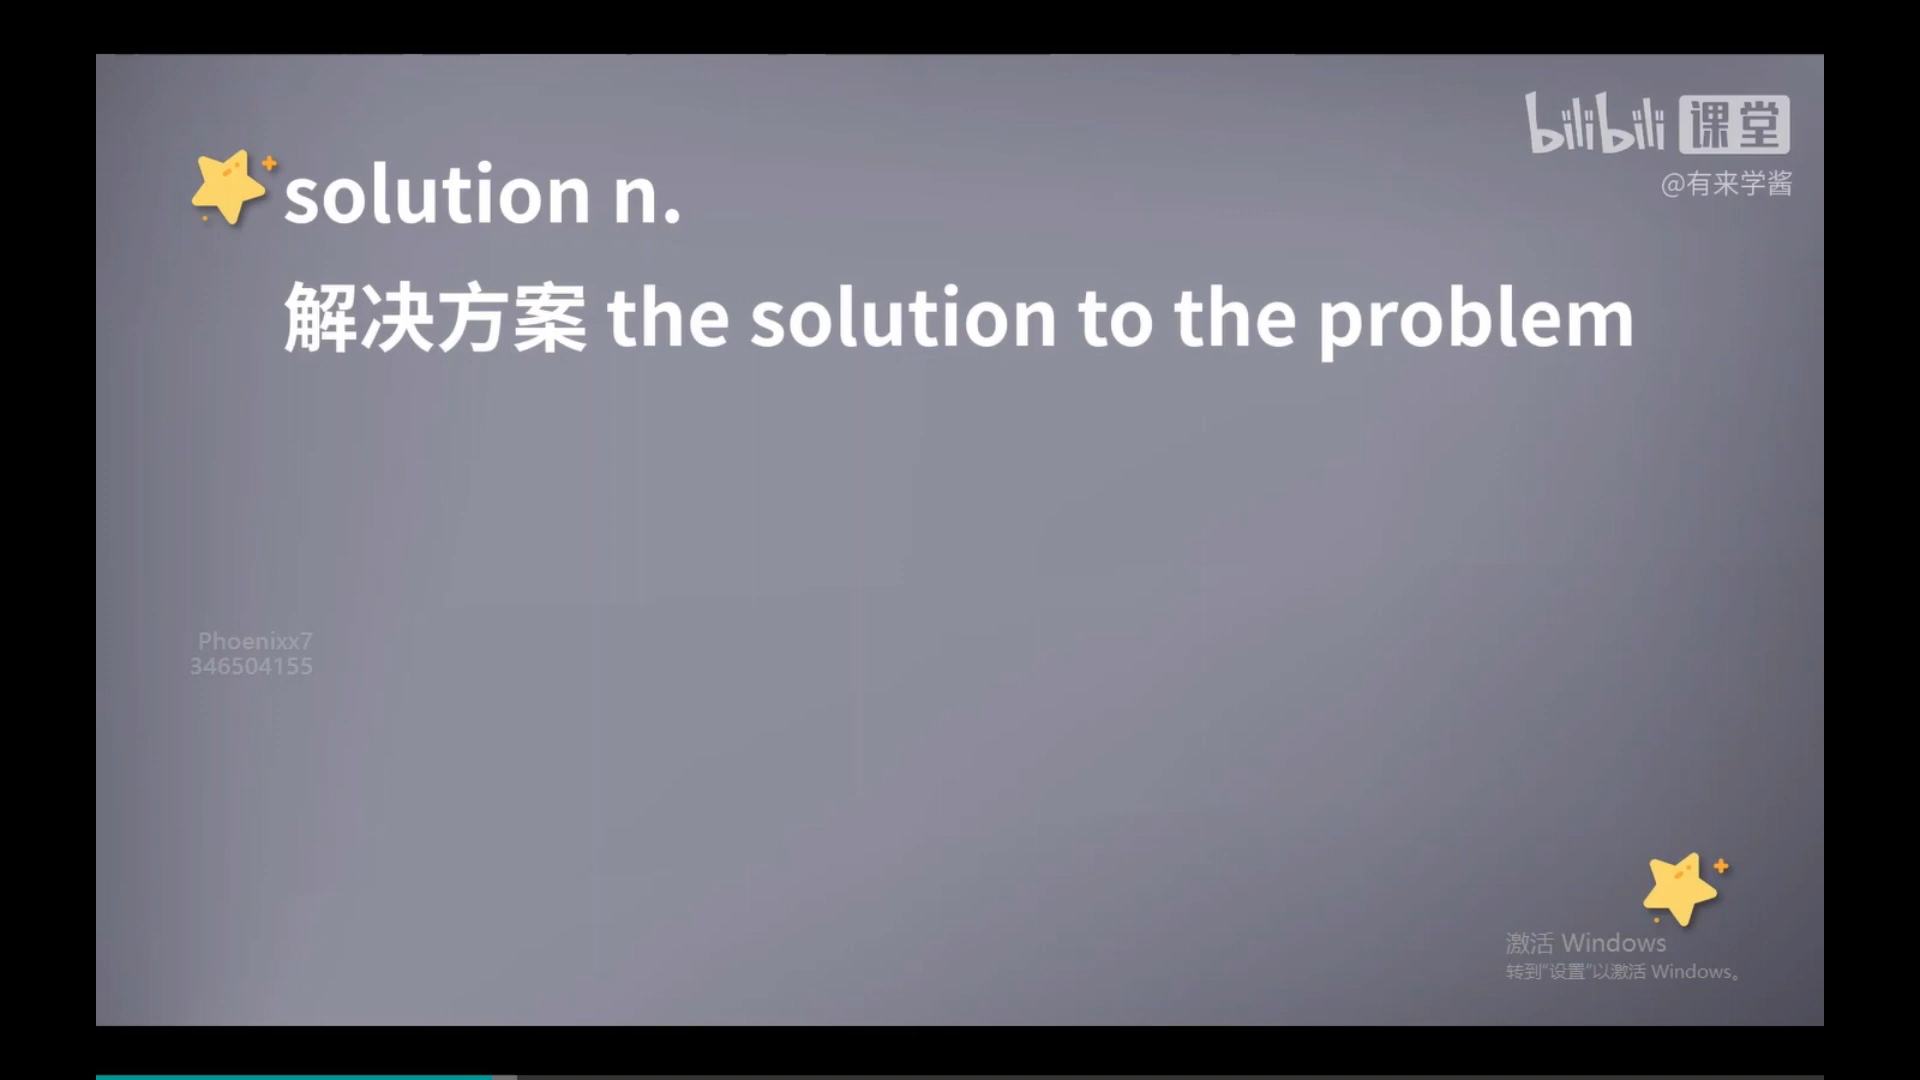 bilibili 课堂
@有来学酱
solution n.
解决方案 the solution to the problem
Phoenixx7
346504155
激活 Windows
转到"设置"以激活 Windows。